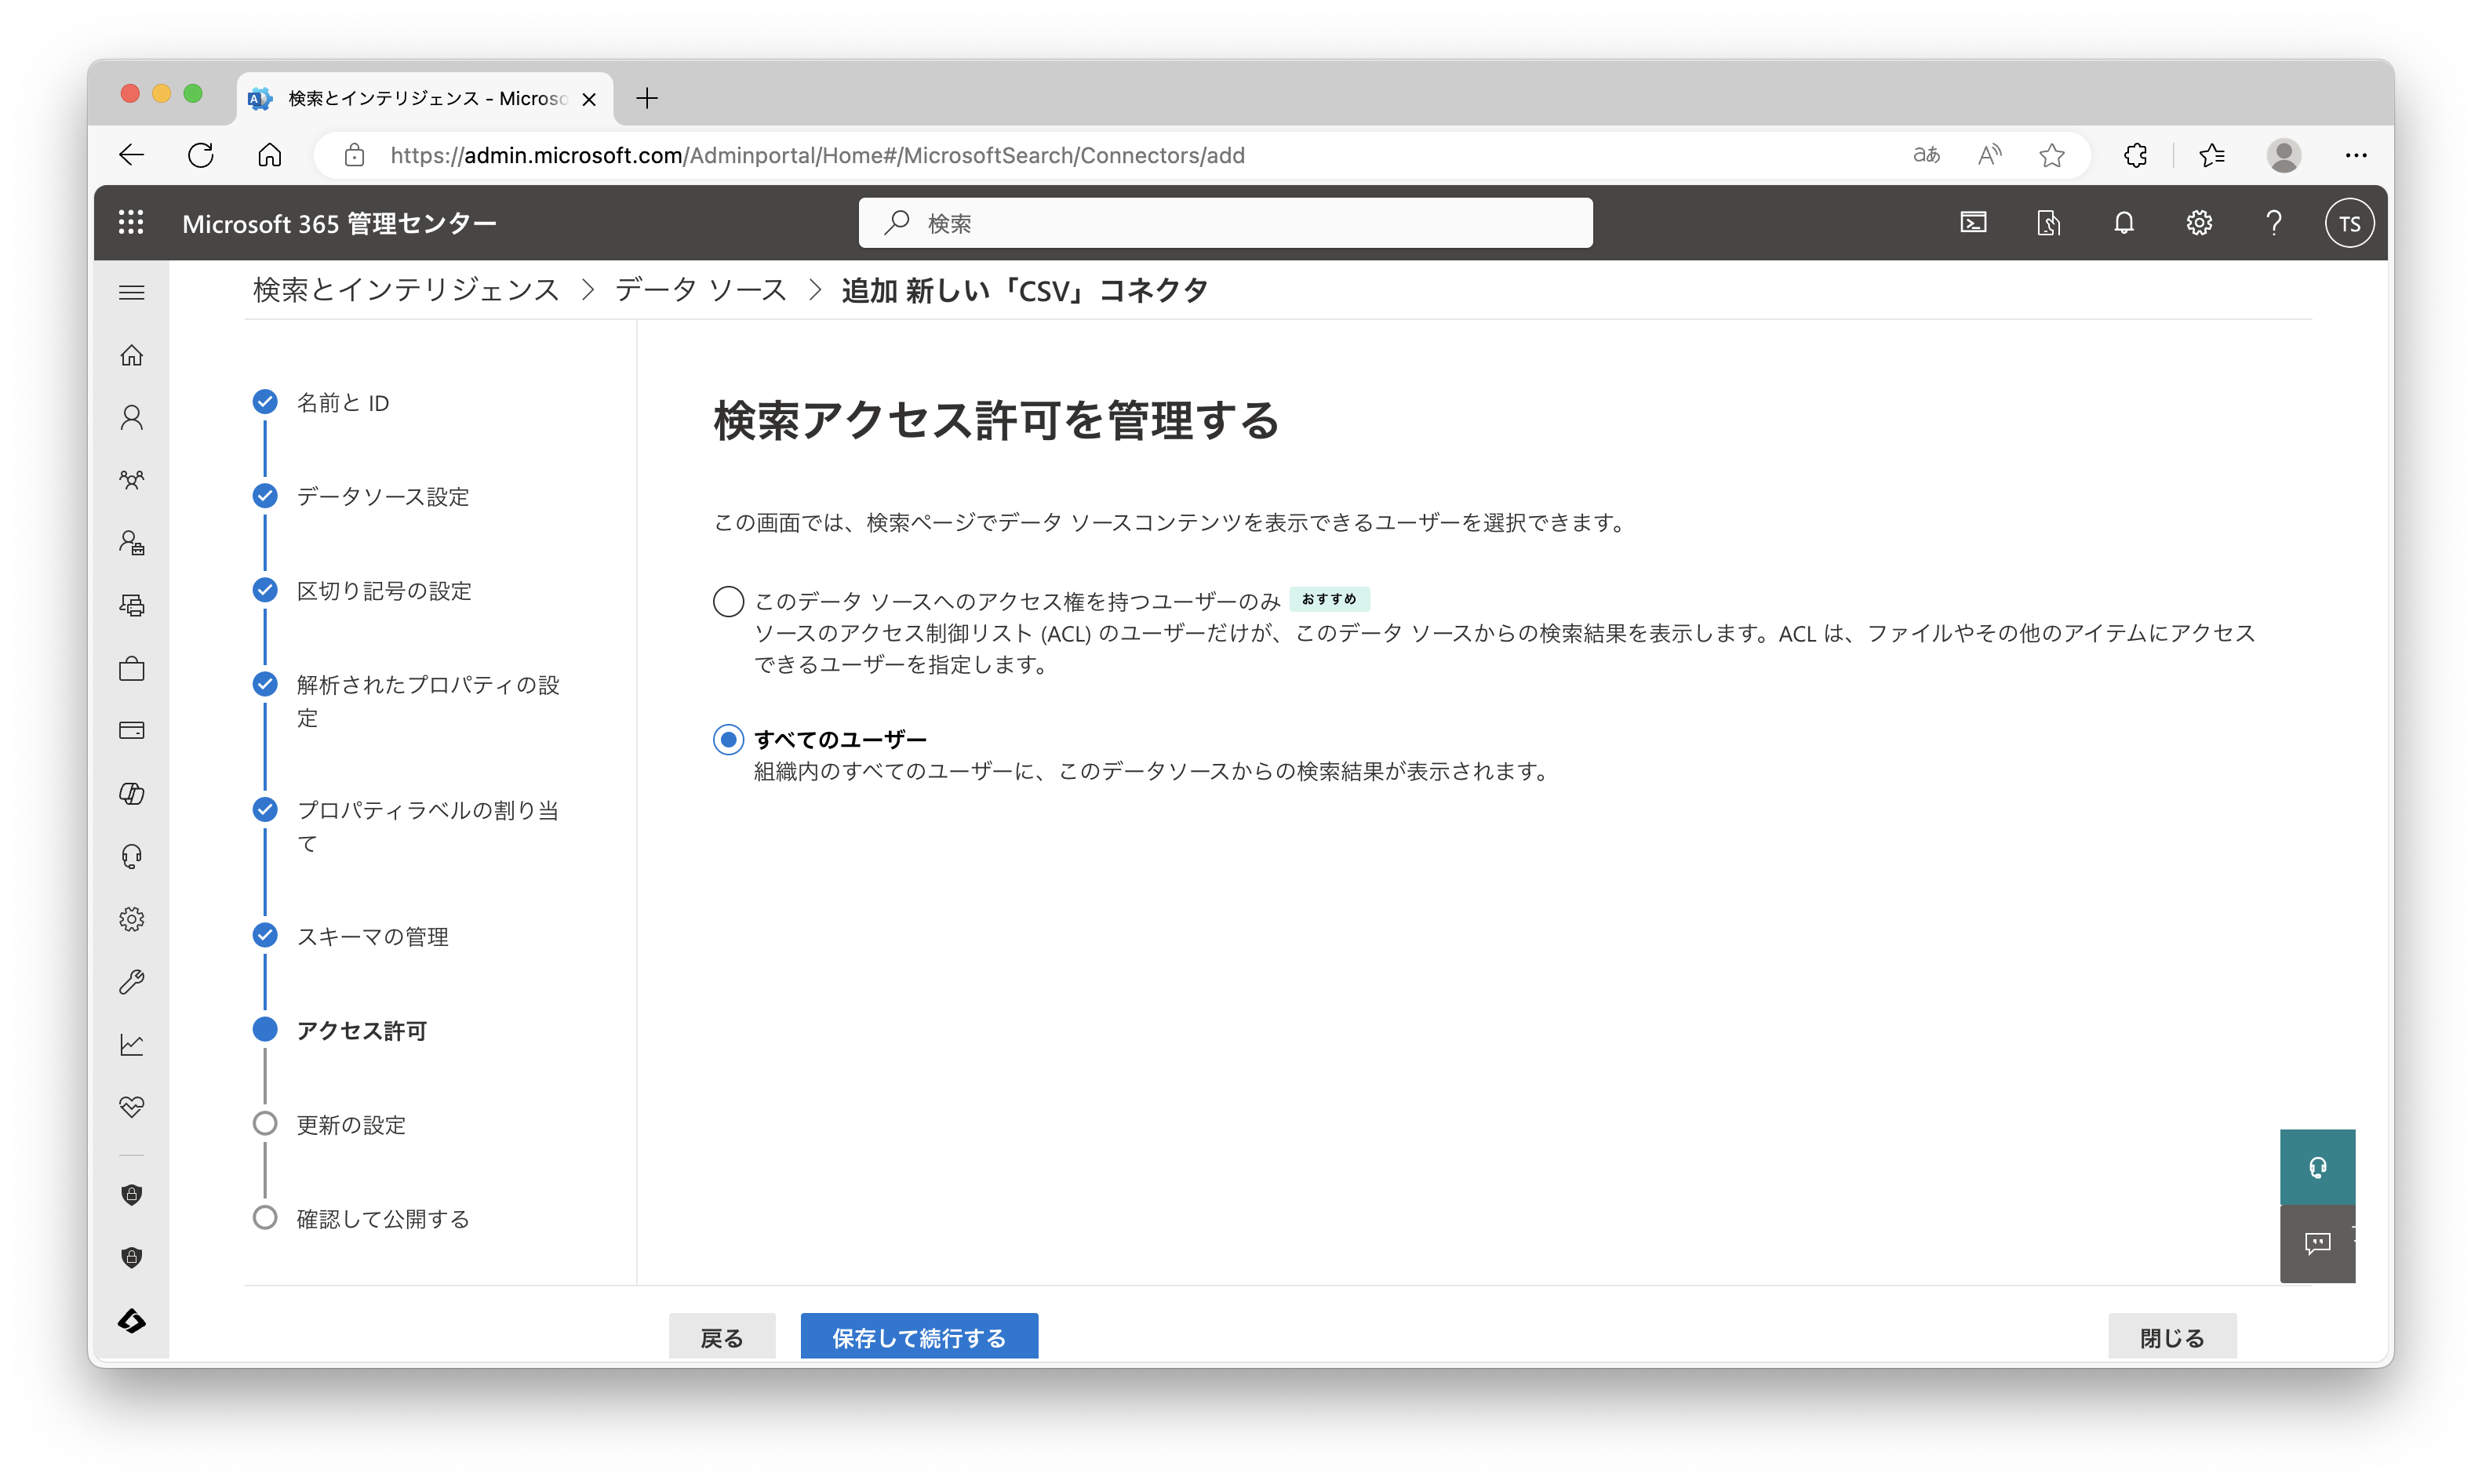 検索とインテリジェンス - Microso
https://admin.microsoft.com/Adminportal/Home#/MicrosoftSearch/Connectors/add
aあ
Microsoft 365 管理センター
検索
TS
検索とインテリジェンス > データ ソース > 追加 新しい「CSV」コネクタ
名前と ID
データソース設定
区切り記号の設定
解析されたプロパティの設
定
プロパティラベルの割り当
て
スキーマの管理
アクセス許可
更新の設定
確認して公開する
検索アクセス許可を管理する
この画面では、検索ページでデータ ソースコンテンツを表示できるユーザーを選択できます。
このデータ ソースへのアクセス権を持つユーザーのみ おすすめ
ソースのアクセス制御リスト (ACL) のユーザーだけが、このデータ ソースからの検索結果を表示します。ACL は、ファイルやその他のアイテムにアクセス
できるユーザーを指定します。
すべてのユーザー
組織内のすべてのユーザーに、このデータソースからの検索結果が表示されます。
戻る
保存して続行する
閉じる